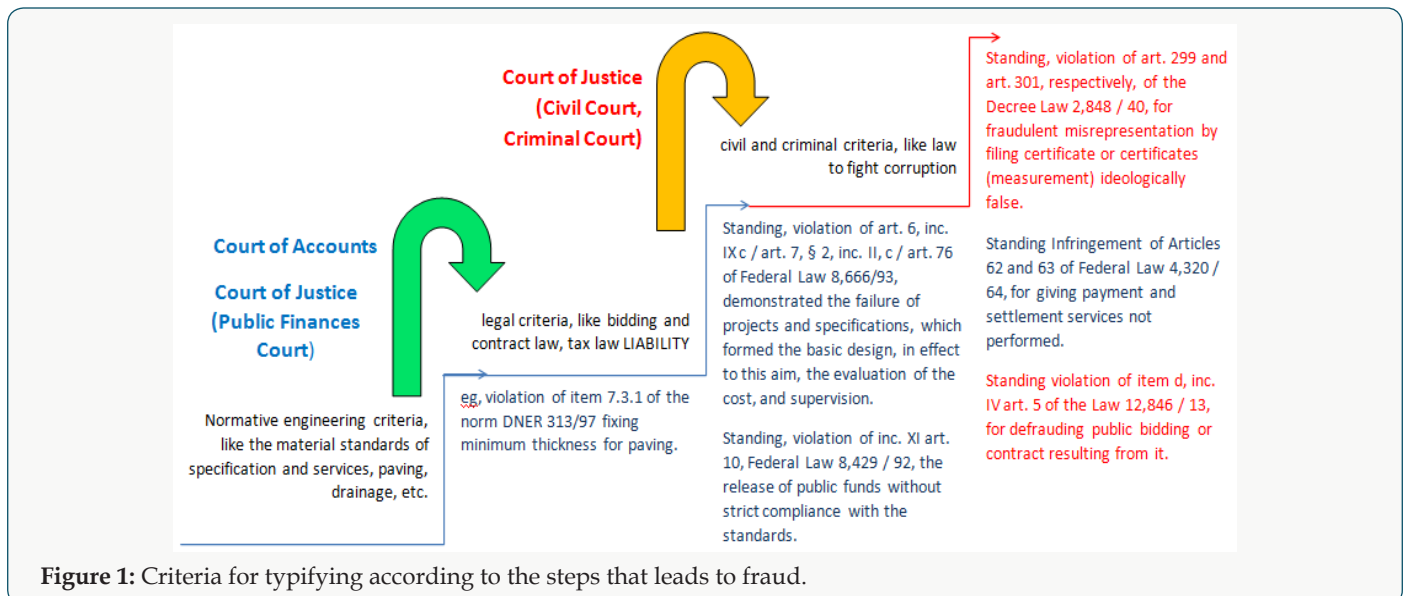 Court of Justice
(Civil Court,
Criminal Court)
civil and criminal criteria, like law
to fight corruption
Standing, violation of art. 299 and
art. 301, respectively, of the
Decree Law 2,848 / 40, for
fraudulent misrepresentation by
filing certificate or certificates
(measurement) ideologically
false.
Standing Infringement of Articles
62 and 63 of Federal Law 4,320 /
64, for giving payment and
settlement services not
performed.
Standing violation of item d, inc.
IV art. 5 of the Law 12,846 / 13,
for defrauding public bidding or
contract resulting from it.
Court of Accounts
Court of Justice
(Public Finances
Court)
legal criteria, like bidding and
contract law, tax law LIABILITY
Standing, violation of art. 6, inc.
IX c / art. 7, § 2, inc. II, c / art. 76
of Federal Law 8,666/93,
demonstrated the failure of
projects and specifications, which
formed the basic design, in effect
to this aim, the evaluation of the
cost, and supervision.
Standing, violation of inc. XI art.
10, Federal Law 8,429 / 92, the
release of public funds without
strict compliance with the
standards.
Normative engineering criteria,
like the material standards of
specification and services, paving,
drainage, etc.
eg, violation of item 7.3.1 of the
norm DNER 313/97 fixing
minimum thickness for paving.
Figure 1: Criteria for typifying according to the steps that leads to fraud.